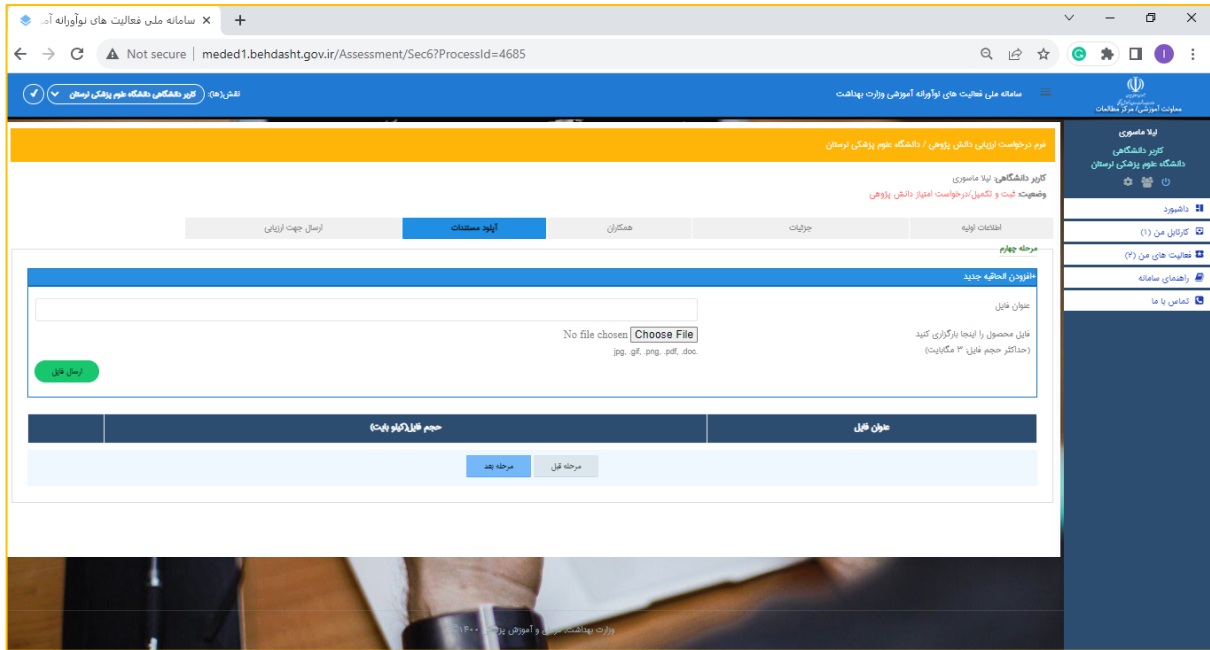 سامانه ملی فعالیت های نوآورانه آم
Not secure | meded1.behdasht.gov.ir/Assessment/Sec6?ProcessId=4685
معاونت آموزشی/ مرکز مطالعات
سامانه ملی فعالیت های نوآورانه آموزشی وزارت بهداشت
نقش(ها): کاربر دانشگاهی دانشگاه علوم پزشکی لرستان
لیلا ماسوری
کاربر دانشگاهی
دانشگاه علوم پزشکی لرستان
داشبورد
کارتابل من (۱)
فعالیت های من (۲)
راهنمای سامانه
تماس با ما
فرم درخواست ارزیابی دانش پژوهی / دانشگاه علوم پزشکی لرستان
کاربر دانشگاهی: لیلا ماسوری
وضعیت: ثبت و تکمیل/درخواست امتیاز دانش پژوهی
اطلاعات اولیه جزئیات همکاران آپلود مستندات ارسال جهت ارزیابی
مرحله چهارم
+افزودن الحاقیه جدید
عنوان فایل
فایل محصول را اینجا بارگزاری کنید
(حداکثر حجم فایل: ۳ مگابایت)
Choose File No file chosen
jpg, .gif, .png, .pdf, .doc.
ارسال فایل
عنوان فایل حجم فایل(کیلو بایت)
مرحله قبل مرحله بعد
وزارت بهداشت، و آموزش ۱۴۰۰